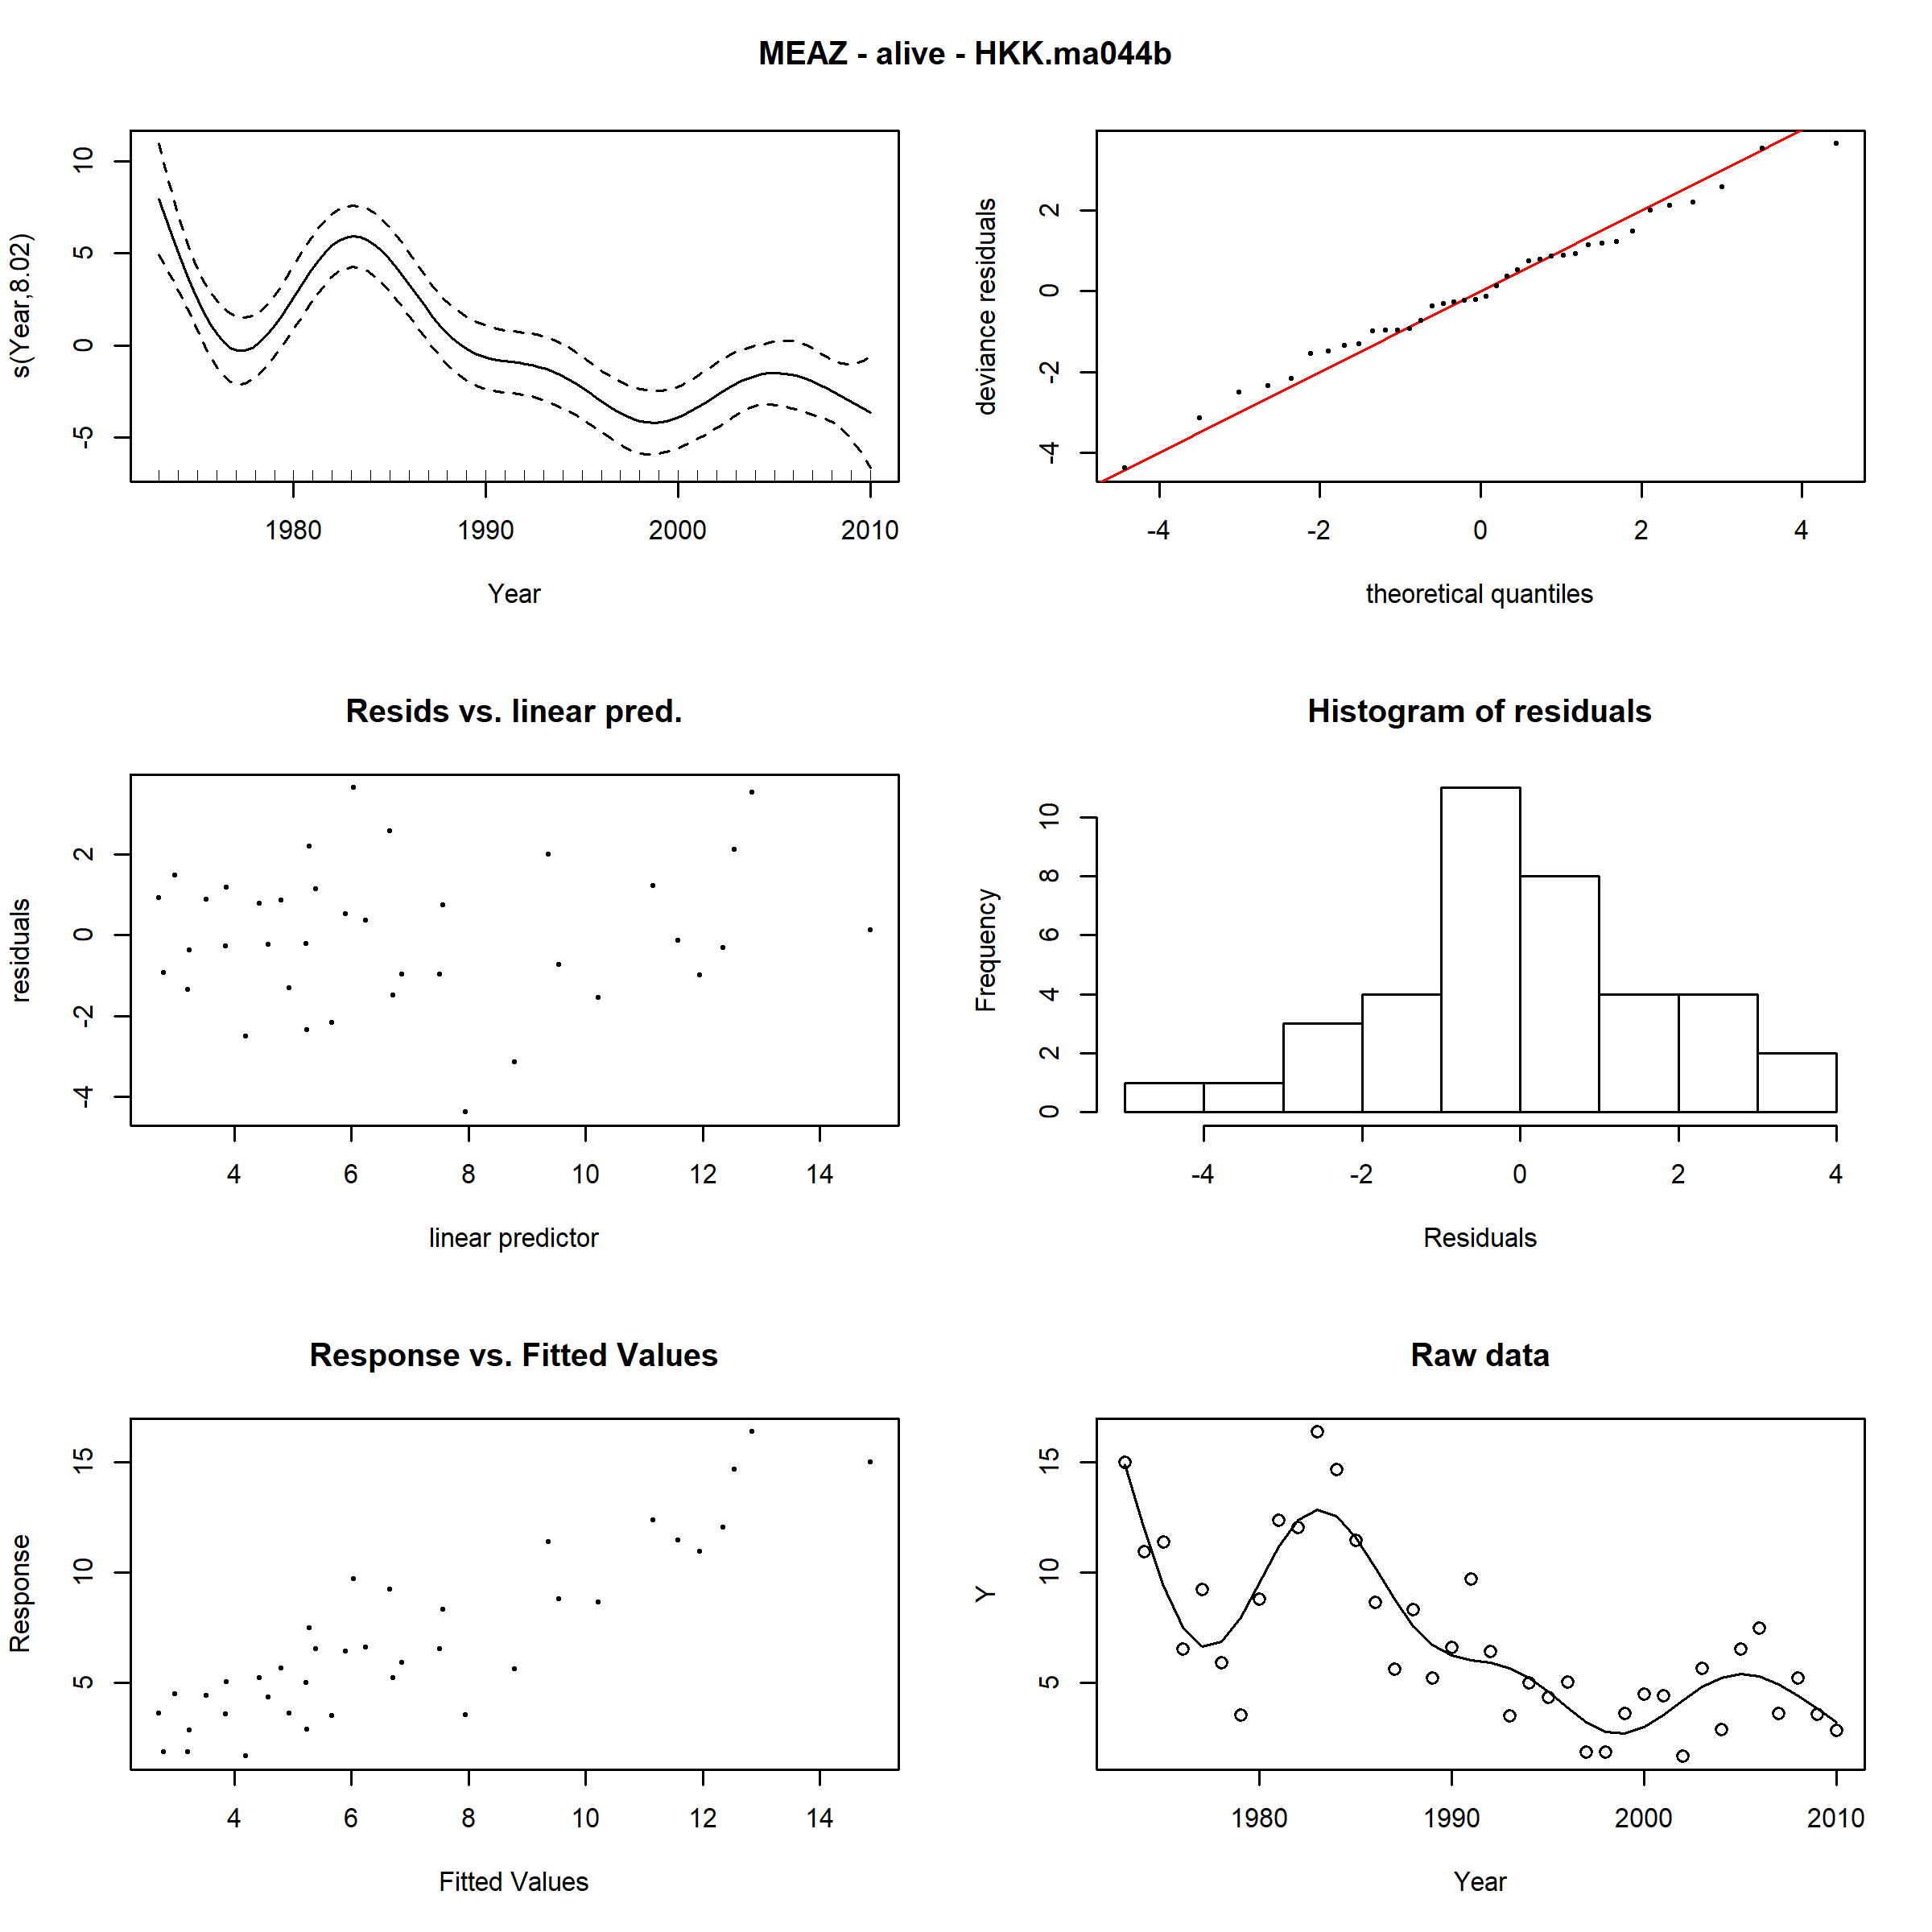 MEAZ - alive - HKK.ma044b
s(Year,8.02)
10
5
0
-5
1980 1990 2000 2010
Year
deviance residuals
2
0
-2
-4
-4 -2 0 2 4
theoretical quantiles
Resids vs. linear pred.
residuals
2
0
-2
-4
4 6 8 10 12 14
linear predictor
Histogram of residuals
Frequency
10
8
6
4
2
0
-4 -2 0 2 4
Residuals
Response vs. Fitted Values
Response
15
10
5
4 6 8 10 12 14
Fitted Values
Raw data
Y
15
10
5
1980 1990 2000 2010
Year